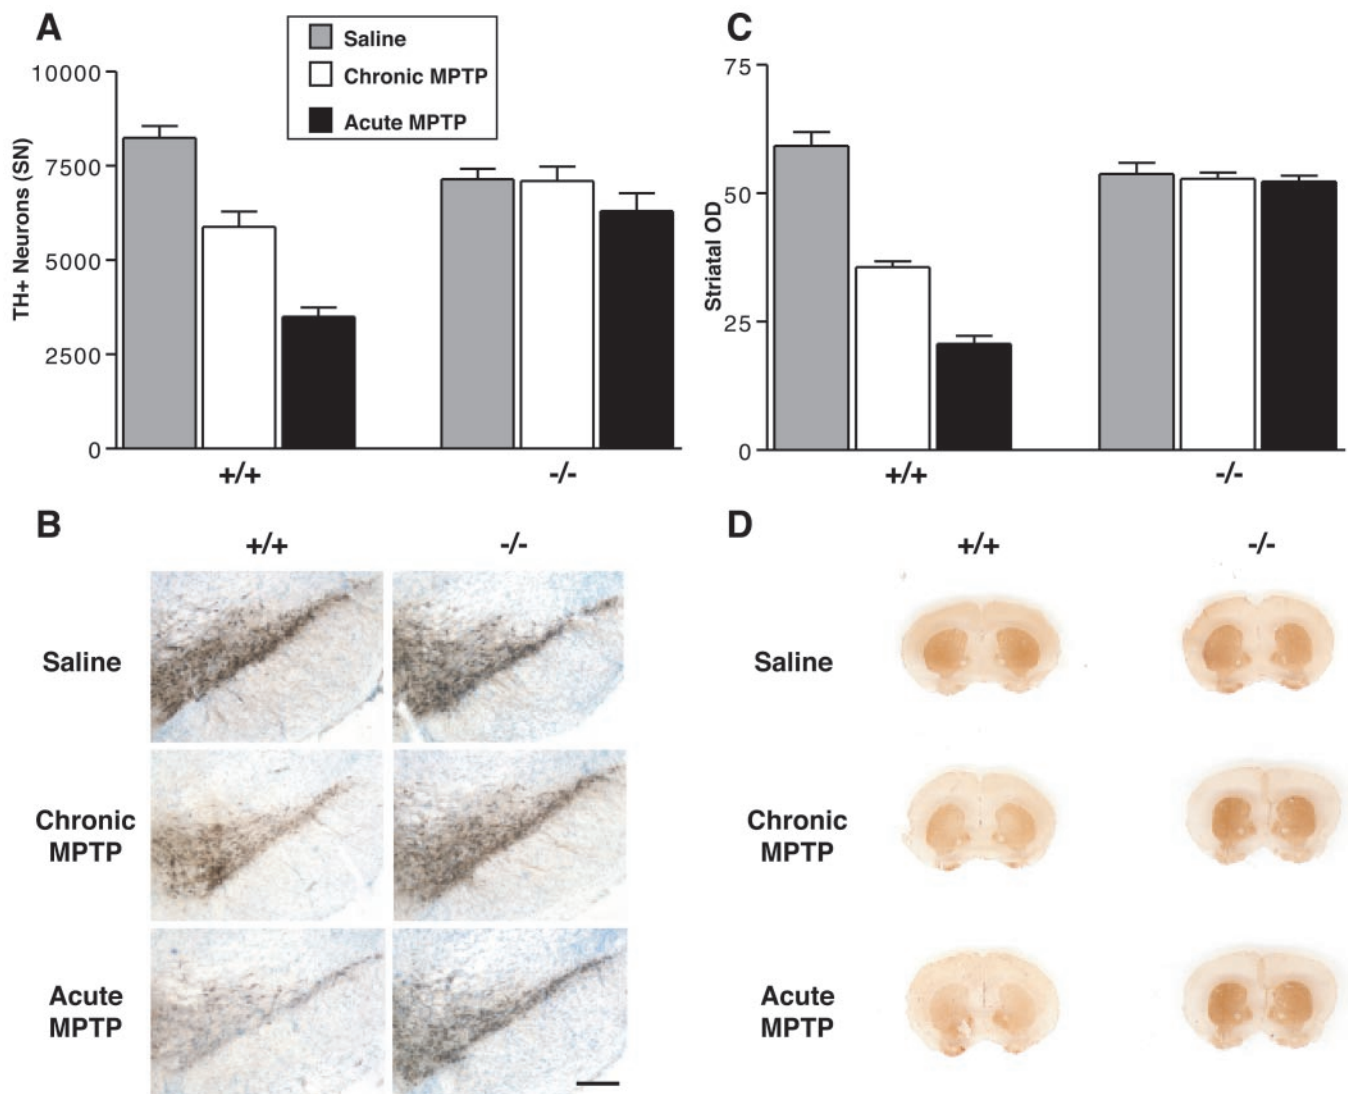 A
Saline
Chronic MPTP
Acute MPTP
10000
7500
5000
2500
0
TH+ Neurons (SN)
+/+
-/-
C
75
50
25
0
Striatal OD
+/+
-/-
B
+/+
-/-
Saline
Chronic
MPTP
Acute
MPTP
D
+/+
-/-
Saline
Chronic
MPTP
Acute
MPTP